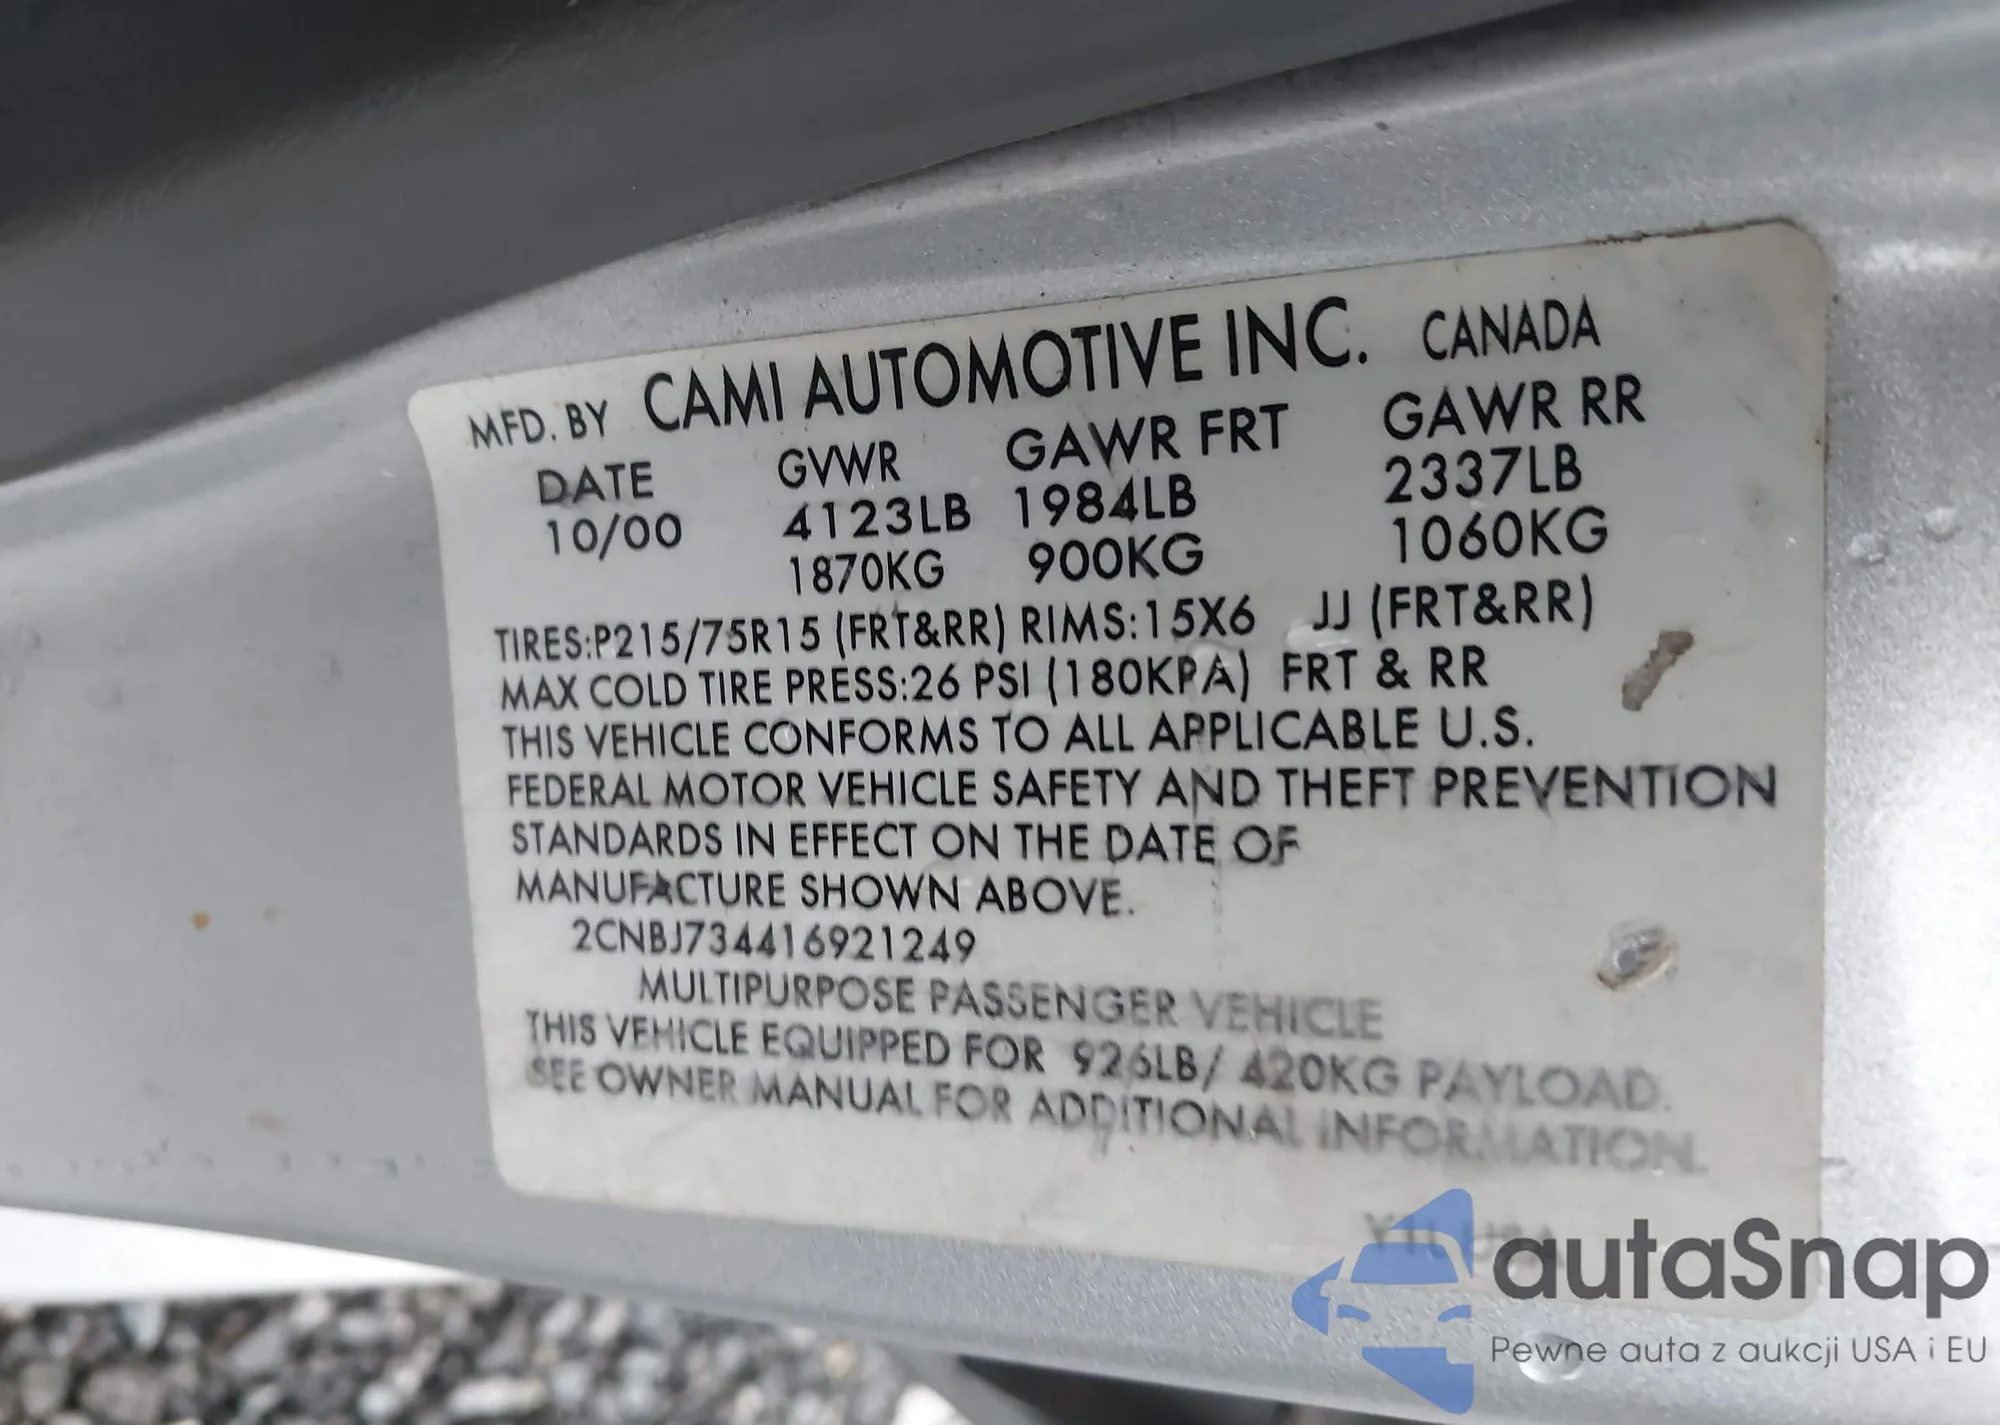 MFD. BY CAMI AUTOMOTIVE INC. CANADA
DATE GVWR GAWR FRT GAWR RR
10/00 4123LB 1984LB 2337LB
1870KG 900KG 1060KG
TIRES:P215/75R15 (FRT&RR) RIMS:15X6 JJ (FRT&RR)
MAX COLD TIRE PRESS:26 PSI (180KPA) FRT & RR
THIS VEHICLE CONFORMS TO ALL APPLICABLE U.S.
FEDERAL MOTOR VEHICLE SAFETY AND THEFT PREVENTION
STANDARDS IN EFFECT ON THE DATE OF
MANUFACTURE SHOWN ABOVE.
2CNBJ734416921249
MULTIPURPOSE PASSENGER VEHICLE
THIS VEHICLE EQUIPPED FOR 926LB/ 420KG PAYLOAD.
SEE OWNER MANUAL FOR ADDITIONAL INFORMATION.
autaSnap
Pewne auta z aukcji USA i EU